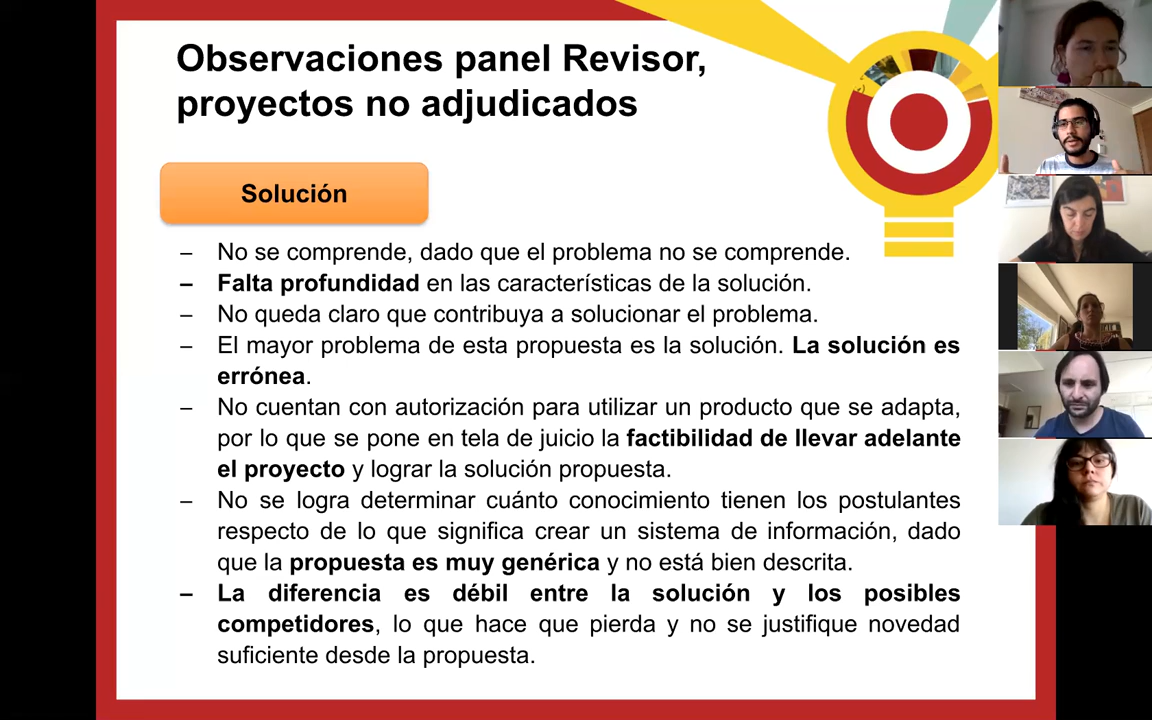 Observaciones panel Revisor,
proyectos no adjudicados
Solución
– No se comprende, dado que el problema no se comprende.
– Falta profundidad en las características de la solución.
– No queda claro que contribuya a solucionar el problema.
– El mayor problema de esta propuesta es la solución. La solución es
errónea.
– No cuentan con autorización para utilizar un producto que se adapta,
por lo que se pone en tela de juicio la factibilidad de llevar adelante
el proyecto y lograr la solución propuesta.
– No se logra determinar cuánto conocimiento tienen los postulantes
respecto de lo que significa crear un sistema de información, dado
que la propuesta es muy genérica y no está bien descrita.
– La diferencia es débil entre la solución y los posibles
competidores, lo que hace que pierda y no se justifique novedad
suficiente desde la propuesta.